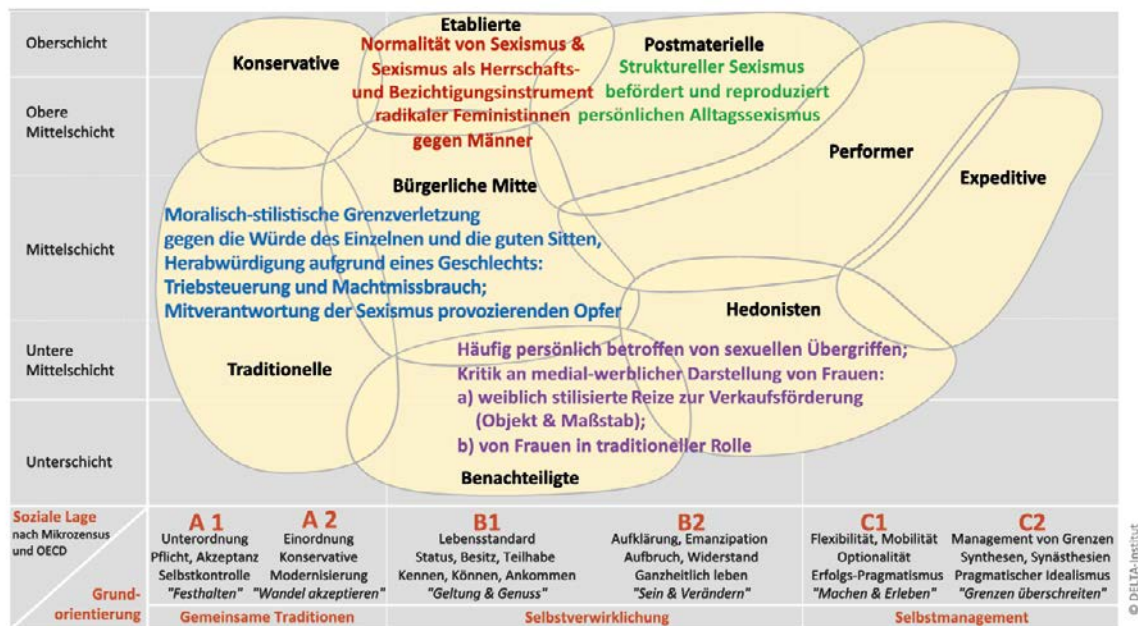 Oberschicht
Obere
Mittelschicht
Mittelschicht
Untere
Mittelschicht
Unterschicht
Konservative
Etablierte
Normalität von Sexismus &
Sexismus als Herrschafts-
und Bezichtigungsinstrument
radikaler Feministinnen
gegen Männer
Postmaterielle
Struktureller Sexismus
befördert und reproduziert
persönlichen Alltagssexismus
Performer
Expeditive
Bürgerliche Mitte
Moralisch-stilistische Grenzverletzung
gegen die Würde des Einzelnen und die guten Sitten,
Herabwürdigung aufgrund eines Geschlechts:
Triebsteuerung und Machtmissbrauch;
Mitverantwortung der Sexismus provozierenden Opfer
Hedonisten
Traditionelle
Häufig persönlich betroffen von sexuellen Übergriffen;
Kritik an medial-werblicher Darstellung von Frauen:
a) weiblich stilisierte Reize zur Verkaufsförderung
(Objekt & Maßstab);
b) von Frauen in traditioneller Rolle
Benachteiligte
Soziale Lage
nach Mikrozensus
und OECD
Grund-
orientierung
A 1
Unterordnung
Pflicht, Akzeptanz
Selbstkontrolle
"Festhalten"
A 2
Einordnung
Konservative
Modernisierung
"Wandel akzeptieren"
Gemeinsame Traditionen
B1
Lebensstandard
Status, Besitz, Teilhabe
Kennen, Können, Ankommen
"Geltung & Genuss"
B2
Aufklärung, Emanzipation
Aufbruch, Widerstand
Ganzheitlich leben
"Sein & Verändern"
Selbstverwirklichung
C1
Flexibilität, Mobilität
Optionalität
Erfolgs-Pragmatismus
"Machen & Erleben"
C2
Management von Grenzen
Synthesen, Synästhesien
Pragmatischer Idealismus
"Grenzen überschreiten"
Selbstmanagement
© DELTA-Institut